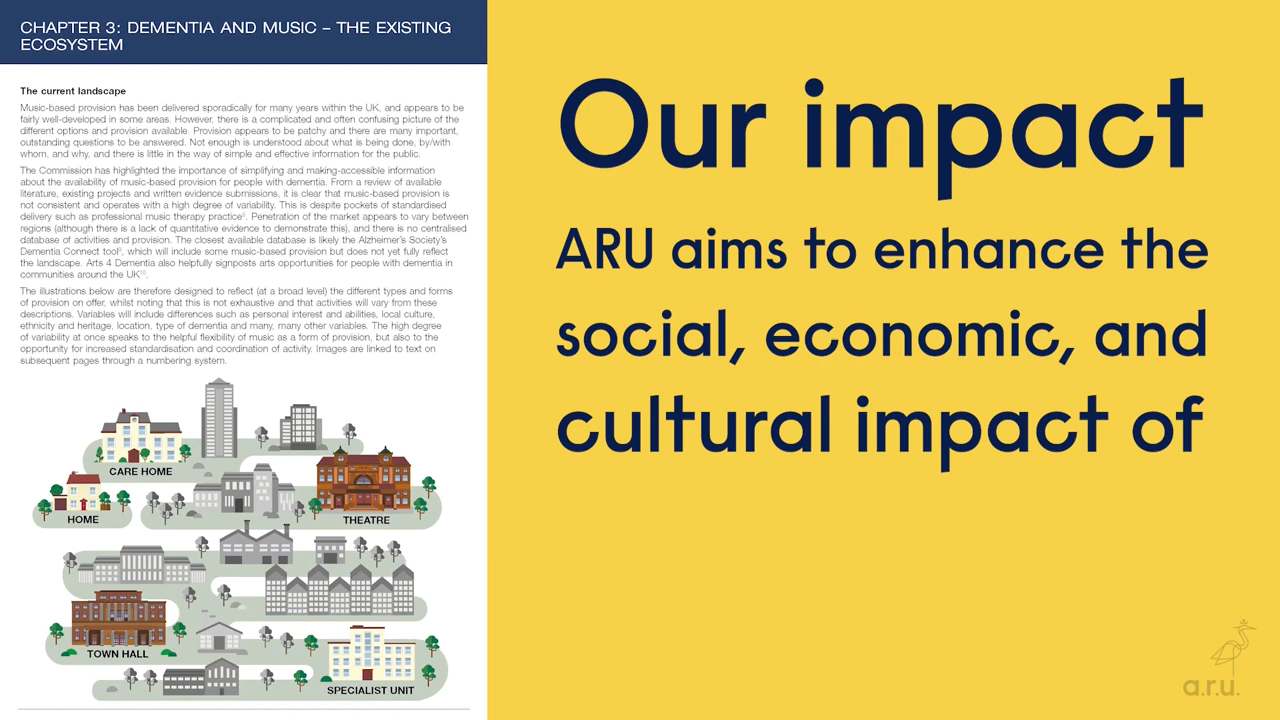 CHAPTER 3: DEMENTIA AND MUSIC – THE EXISTING
ECOSYSTEM
The current landscape
Music-based provision has been delivered sporadically for many years within the UK, and appears to be
fairly well-developed in some areas. However, there is a complicated and often confusing picture of the
different options and provision available. Provision appears to be patchy and there are many important,
outstanding questions to be answered. Not enough is understood about what is being done, by/with
whom, and why, and there is little in the way of simple and effective information for the public.
The Commission has highlighted the importance of simplifying and making-accessible information
about the availability of music-based provision for people with dementia. From a review of available
literature, existing projects and written evidence submissions, it is clear that music-based provision is
not consistent and operates with a high degree of variability. This is despite pockets of standardised
delivery such as professional music therapy practice. Penetration of the market appears to vary between
regions (although there is a lack of quantitative evidence to demonstrate this), and there is no centralised
database of activities and provision. The closest available database is likely the Alzheimer's Society's
Dementia Connect tool, which will include some music-based provision but does not yet fully reflect
the landscape. Arts 4 Dementia also helpfully signposts arts opportunities for people with dementia in
communities around the UK¹⁰.
The illustrations below are therefore designed to reflect (at a broad level) the different types and forms
of provision on offer, whilst noting that this is not exhaustive and that activities will vary from these
descriptions. Variables will include differences such as personal interest and abilities, local culture,
ethnicity and heritage, location, type of dementia and many, many other variables. The high degree
of variability at once speaks to the helpful flexibility of music as a form of provision, but also to the
opportunity for increased standardisation and coordination of activity. Images are linked to text on
subsequent pages through a numbering system.
CARE HOME
HOME
THEATRE
TOWN HALL
SPECIALIST UNIT
Our impact
ARU aims to enhance the
social, economic, and
cultural impact of
a.r.u.